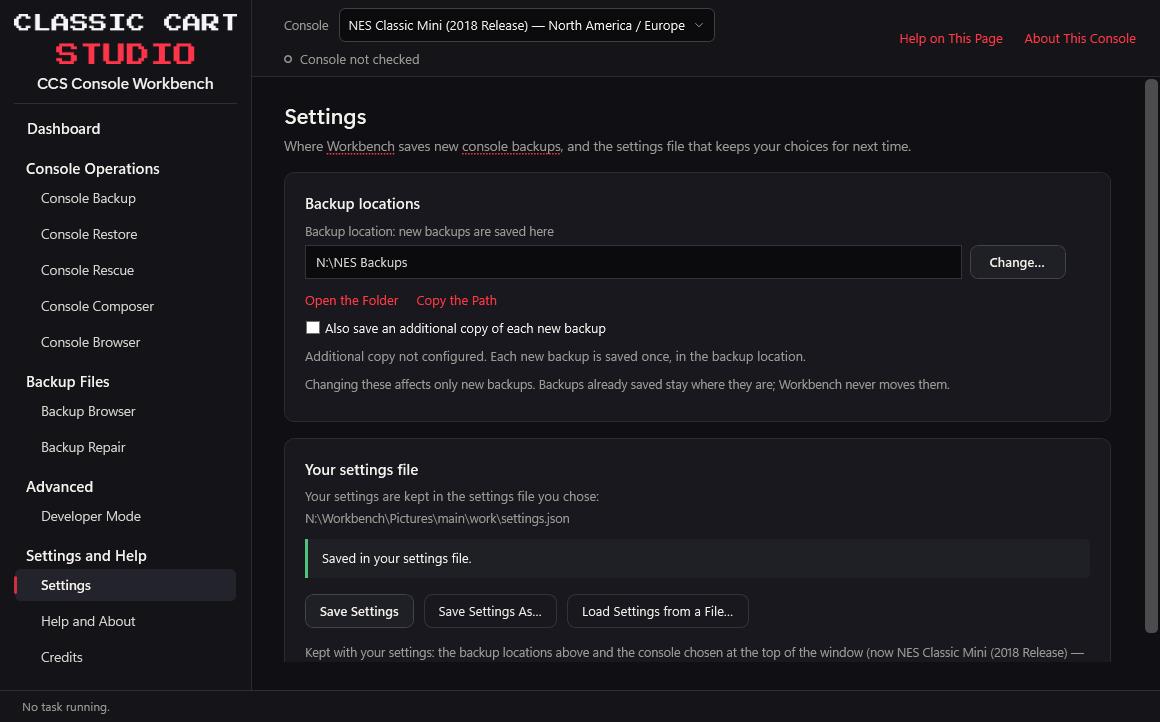 CLASSIC CART
STUDIO
CCS Console Workbench
Dashboard
Console Operations
Console Backup
Console Restore
Console Rescue
Console Composer
Console Browser
Backup Files
Backup Browser
Backup Repair
Advanced
Developer Mode
Settings and Help
Settings
Help and About
Credits
Console
NES Classic Mini (2018 Release) — North America / Europe
Console not checked
Help on This Page
About This Console
Settings
Where Workbench saves new console backups, and the settings file that keeps your choices for next time.
Backup locations
Backup location: new backups are saved here
N:\NES Backups
Change...
Open the Folder
Copy the Path
Also save an additional copy of each new backup
Additional copy not configured. Each new backup is saved once, in the backup location.
Changing these affects only new backups. Backups already saved stay where they are; Workbench never moves them.
Your settings file
Your settings are kept in the settings file you chose:
N:\Workbench\Pictures\main\work\settings.json
Saved in your settings file.
Save Settings
Save Settings As...
Load Settings from a File...
Kept with your settings: the backup locations above and the console chosen at the top of the window (now NES Classic Mini (2018 Release) —
No task running.